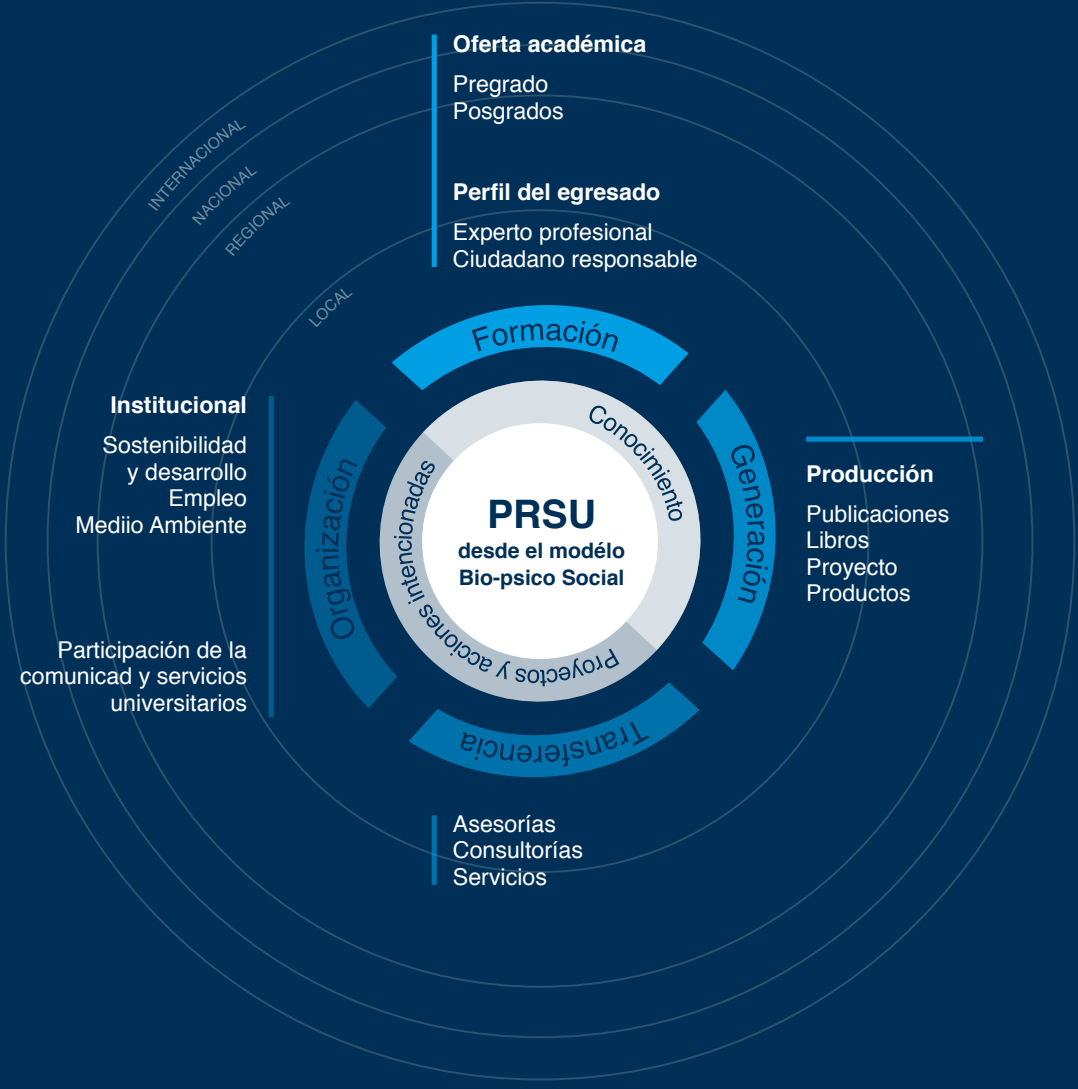 Oferta académica
Pregrado
Posgrados
Perfil del egresado
Experto profesional
Ciudadano responsable
INTERNACIONAL
NACIONAL
REGIONAL
LOCAL
Formación
Generación
Transferencia
Organización
Conocimiento
Proyectos y acciones intencionadas
PRSU
desde el modélo
Bio-psico Social
Institucional
Sostenibilidad
y desarrollo
Empleo
Mediio Ambiente
Participación de la
comunicad y servicios
universitarios
Producción
Publicaciones
Libros
Proyecto
Productos
Asesorías
Consultorías
Servicios